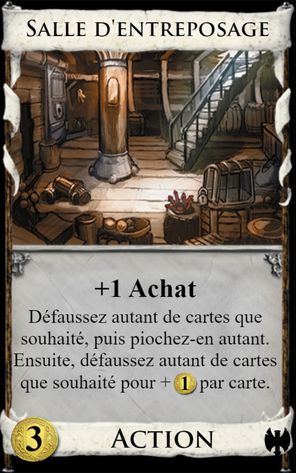 SALLE D'ENTREPOSAGE
+1 Achat
Défaussez autant de cartes que
souhaité, puis piochez-en autant.
Ensuite, défaussez autant de cartes
que souhaité pour + 1 par carte.
3 ACTION